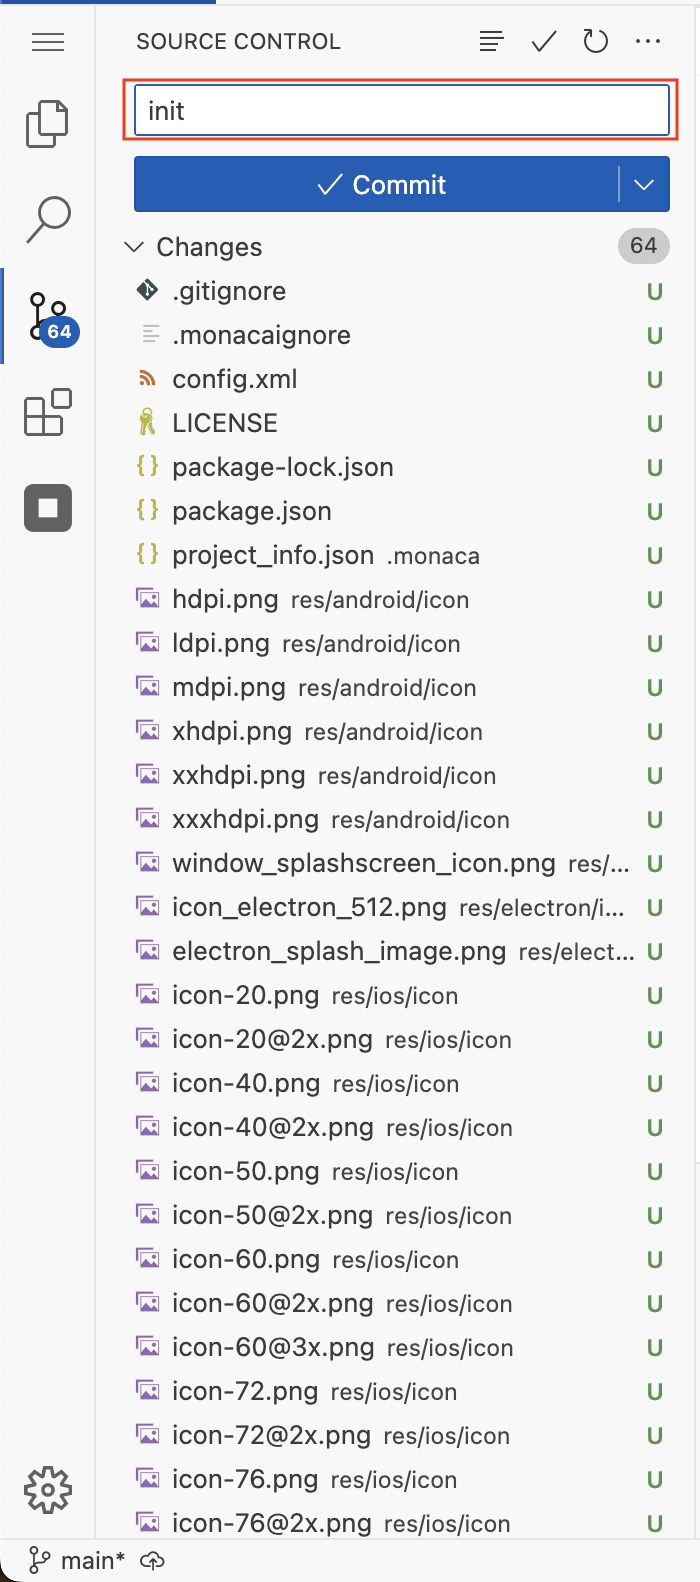 SOURCE CONTROL
init
Commit
Changes 64
.gitignore U
.monacaignore U
64
config.xml U
LICENSE U
package-lock.json U
package.json U
project_info.json .monaca U
hdpi.png res/android/icon U
ldpi.png res/android/icon U
mdpi.png res/android/icon U
xhdpi.png res/android/icon U
xxhdpi.png res/android/icon U
xxxhdpi.png res/android/icon U
window_splashscreen_icon.png res/... U
icon_electron_512.png res/electron/i... U
electron_splash_image.png res/elect... U
icon-20.png res/ios/icon U
icon-20@2x.png res/ios/icon U
icon-40.png res/ios/icon U
icon-40@2x.png res/ios/icon U
icon-50.png res/ios/icon U
icon-50@2x.png res/ios/icon U
icon-60.png res/ios/icon U
icon-60@2x.png res/ios/icon U
icon-60@3x.png res/ios/icon U
icon-72.png res/ios/icon U
icon-72@2x.png res/ios/icon U
icon-76.png res/ios/icon U
icon-76@2x.png res/ios/icon U
main*